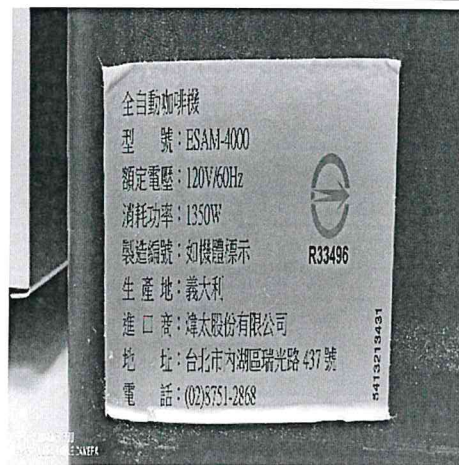 全自動咖啡機
型 號：ESAM-4000
額定電壓：120V/60Hz
消耗功率：1350W
製造編號：如機體標示
生 產 地：義大利
進 口 商：瑋太股份有限公司
地 址：台北市內湖區瑞光路 437 號
電 話：(02)8751-2868
R33496
5413213431